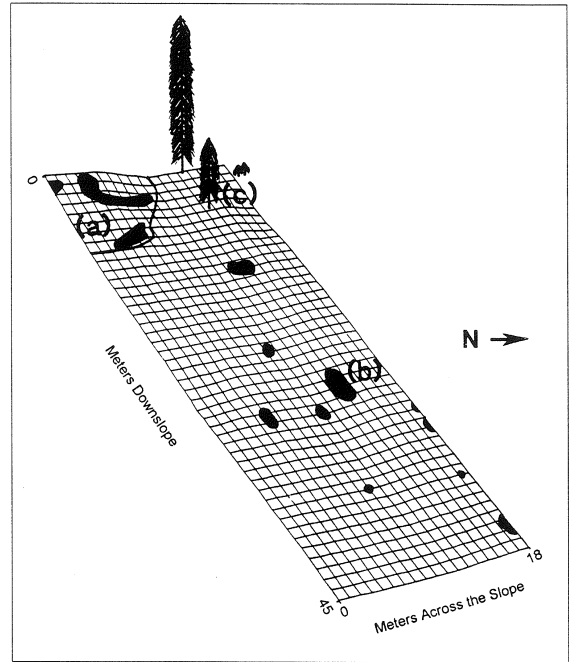 0
(c)
(a)
N
Meters Downslope
(b)
18
45
0
Meters Across the Slope